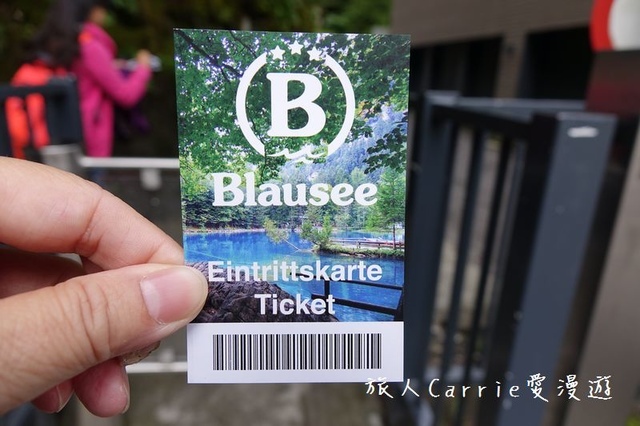 B
Blausee
Eintrittskarte
Ticket
旅人Carrie愛漫遊